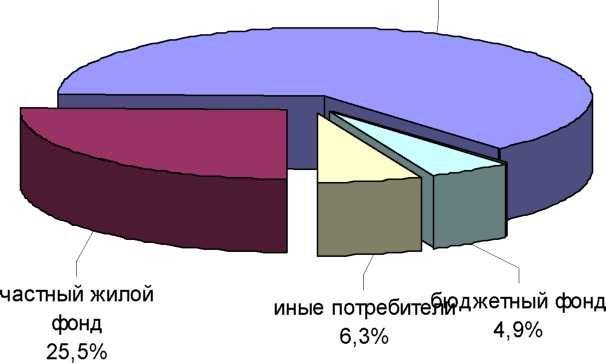 частный жилой
фонд
25,5%
иные потребители
6,3%
бюджетный фонд
4,9%